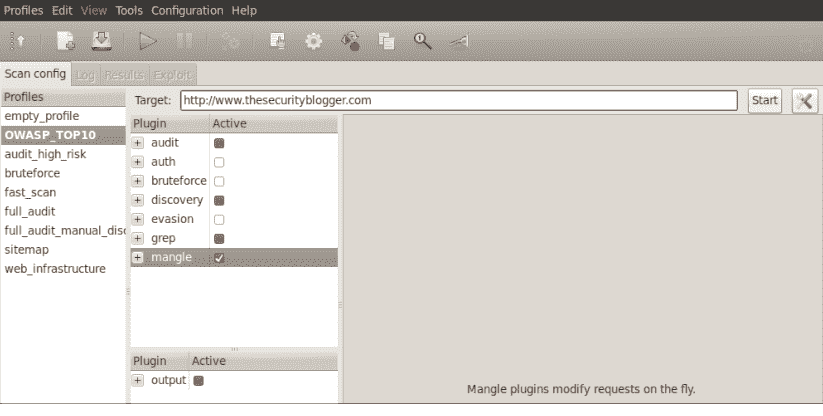 Profiles Edit View Tools Configuration Help
Scan config Log Results Exploit
Profiles
empty_profile
OWASP_TOP10
audit_high_risk
bruteforce
fast_scan
full_audit
full_audit_manual_disc
sitemap
web_infrastructure
Target: http://www.thesecurityblogger.com Start
Plugin Active
audit
auth
bruteforce
discovery
evasion
grep
mangle
Plugin Active
output
Mangle plugins modify requests on the fly.